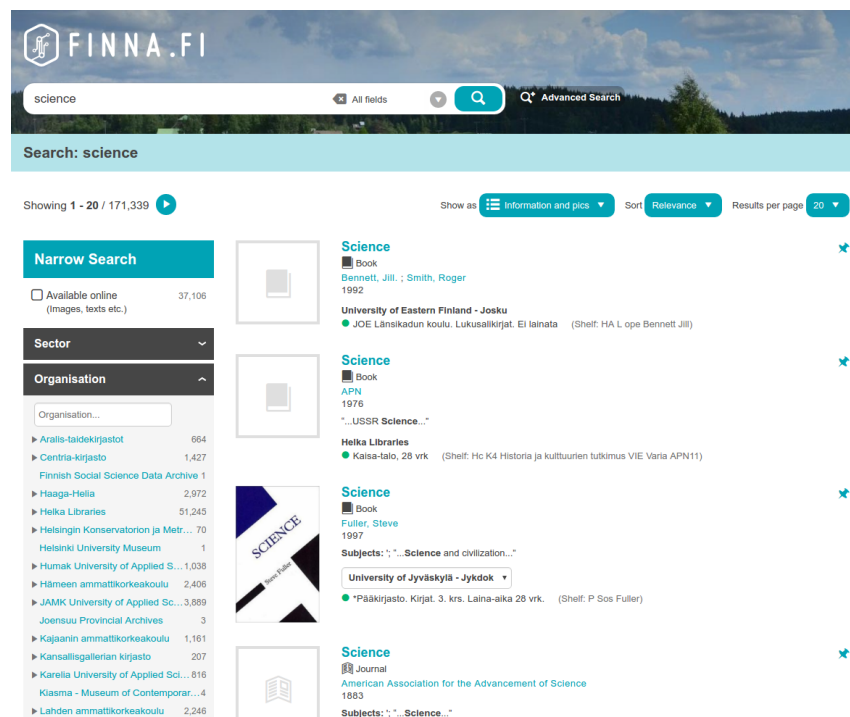 FINNA.FI
science All fields Advanced Search
Search: science
Showing 1 - 20 / 171,339 Show as Information and pics Sort Relevance Results per page 20
Narrow Search
Available online 37,106
(Images, texts etc.)
Sector
Organisation
Organisation...
Aralis-taidekirjastot 664
Centria-kirjasto 1,427
Finnish Social Science Data Archive 1
Haaga-Helia 2,972
Helka Libraries 51,245
Helsingin Konservatorion ja Metr... 70
Helsinki University Museum 1
Humak University of Applied S... 1,038
Hämeen ammattikorkeakoulu 2,406
JAMK University of Applied Sc... 3,889
Joensuu Provincial Archives 3
Kajaanin ammattikorkeakoulu 1,161
Kansallisgallerian kirjasto 207
Karelia University of Applied Sci... 816
Kiasma - Museum of Contemporar... 4
Lahden ammattikorkeakoulu 2,246
Science
Book
Bennett, Jill. ; Smith, Roger
1992
University of Eastern Finland - Josku
JOE Länsikadun koulu. Lukusalikirjat. Ei lainata (Shelf: HA L ope Bennett Jill)
Science
Book
APN
1976
"...USSR Science..."
Helka Libraries
Kaisa-talo, 28 vrk (Shelf: Hc K4 Historia ja kulttuurien tutkimus VIE Varia APN11)
SCIENCE
Steve Fuller
Science
Book
Fuller, Steve
1997
Subjects: '; "...Science and civilization..."
University of Jyväskylä - Jykdok
*Pääkirjasto. Kirjat. 3. krs. Laina-aika 28 vrk. (Shelf: P Sos Fuller)
Science
Journal
American Association for the Advancement of Science
1883
Subjects: '; "...Science..."